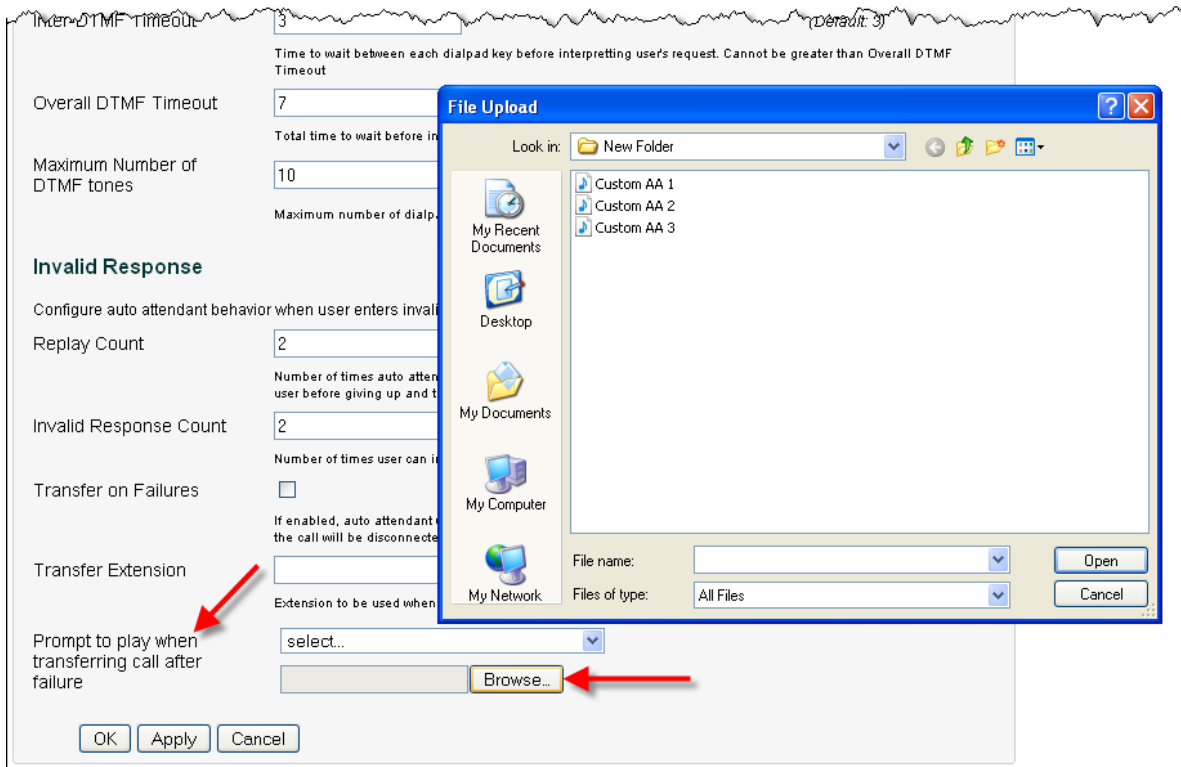 Inter-DTMF Timeout
3
(Default: 3)
Time to wait between each dialpad key before interpretting user's request. Cannot be greater than Overall DTMF
Timeout
Overall DTMF Timeout
7
Total time to wait before in
Maximum Number of
DTMF tones
10
Maximum number of dialp
Invalid Response
Configure auto attendant behavior when user enters invali
Replay Count
2
Number of times auto atten
user before giving up and t
Invalid Response Count
2
Number of times user can i
Transfer on Failures
If enabled, auto attendant
the call will be disconnecte
Transfer Extension
Extension to be used when
Prompt to play when
transferring call after
failure
select...
Browse...
OK Apply Cancel
File Upload
Look in: New Folder
My Recent
Documents
Desktop
My Documents
My Computer
My Network
Custom AA 1
Custom AA 2
Custom AA 3
File name:
Open
Files of type: All Files
Cancel